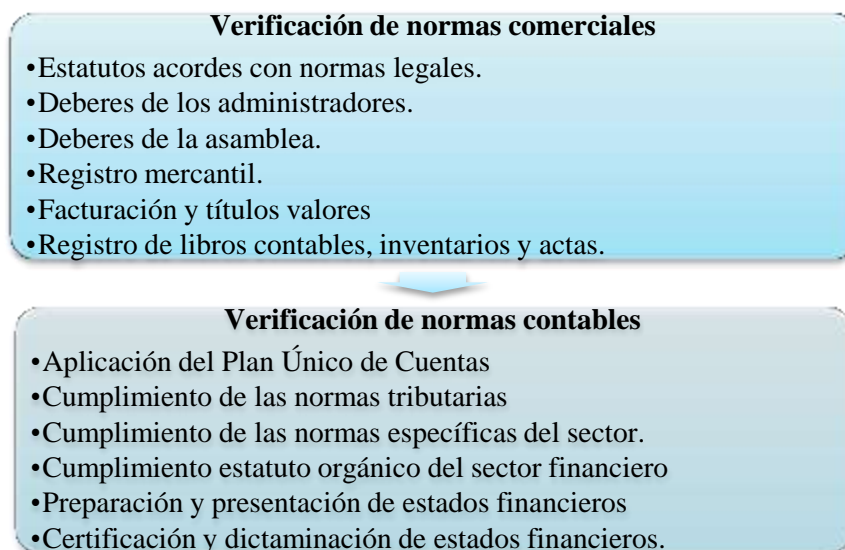 Verificación de normas comerciales
•Estatutos acordes con normas legales.
•Deberes de los administradores.
•Deberes de la asamblea.
•Registro mercantil.
•Facturación y títulos valores
•Registro de libros contables, inventarios y actas.
Verificación de normas contables
•Aplicación del Plan Único de Cuentas
•Cumplimiento de las normas tributarias
•Cumplimiento de las normas específicas del sector.
•Cumplimiento estatuto orgánico del sector financiero
•Preparación y presentación de estados financieros
•Certificación y dictaminación de estados financieros.